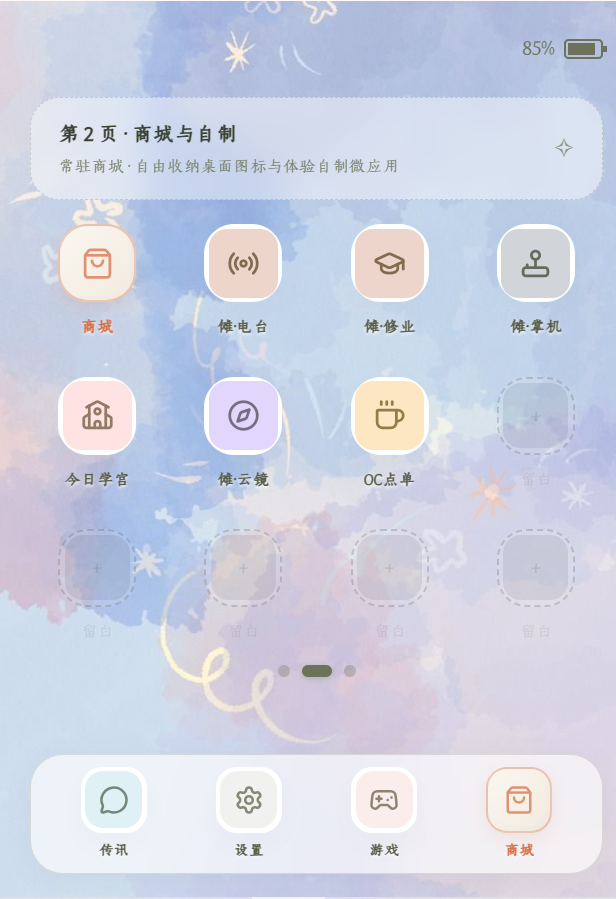 85%
第 2 页 · 商城与自制
常驻商城 · 自由收纳桌面图标与体验自制微应用
商城
傩·电台
傩·修业
傩·掌机
今日学宫
傩·云镜
OC点单
留白
留白
留白
留白
留白
传讯
设置
游戏
商城